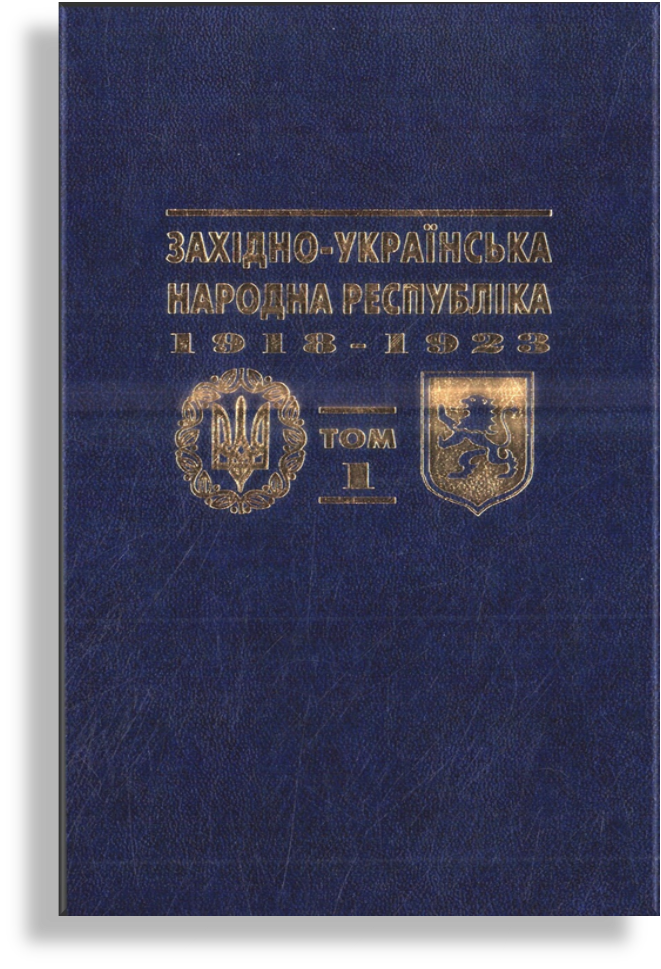 ЗАХІДНО-УКРАЇНСЬКА
НАРОДНА РЕСПУБЛІКА
1918-1923
ТОМ
1